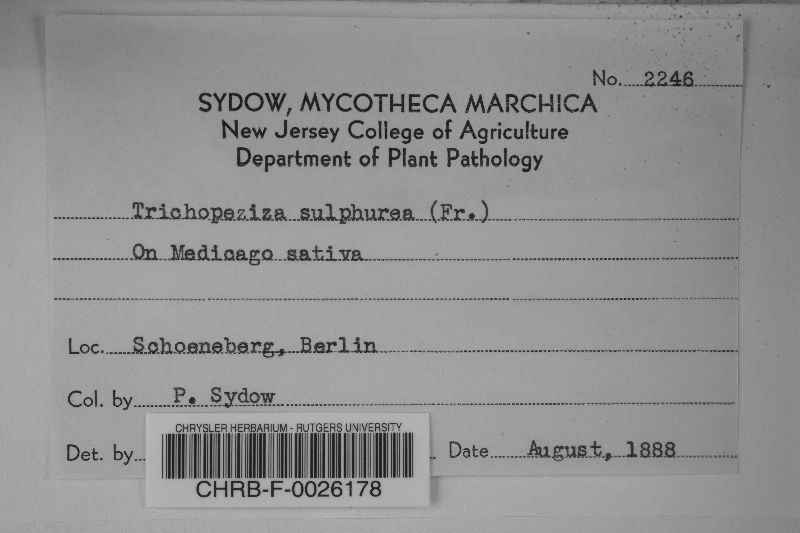 No. 2246
SYDOW, MYCOTHECA MARCHICA
New Jersey College of Agriculture
Department of Plant Pathology
Trichopeziza sulphurea (Fr.)
On Medicago sativa
Loc. Schoeneberg, Berlin
Col. by P. Sydow
Det. by
Date August, 1888
CHRYSLER HERBARIUM - RUTGERS UNIVERSITY
CHRB-F-0026178